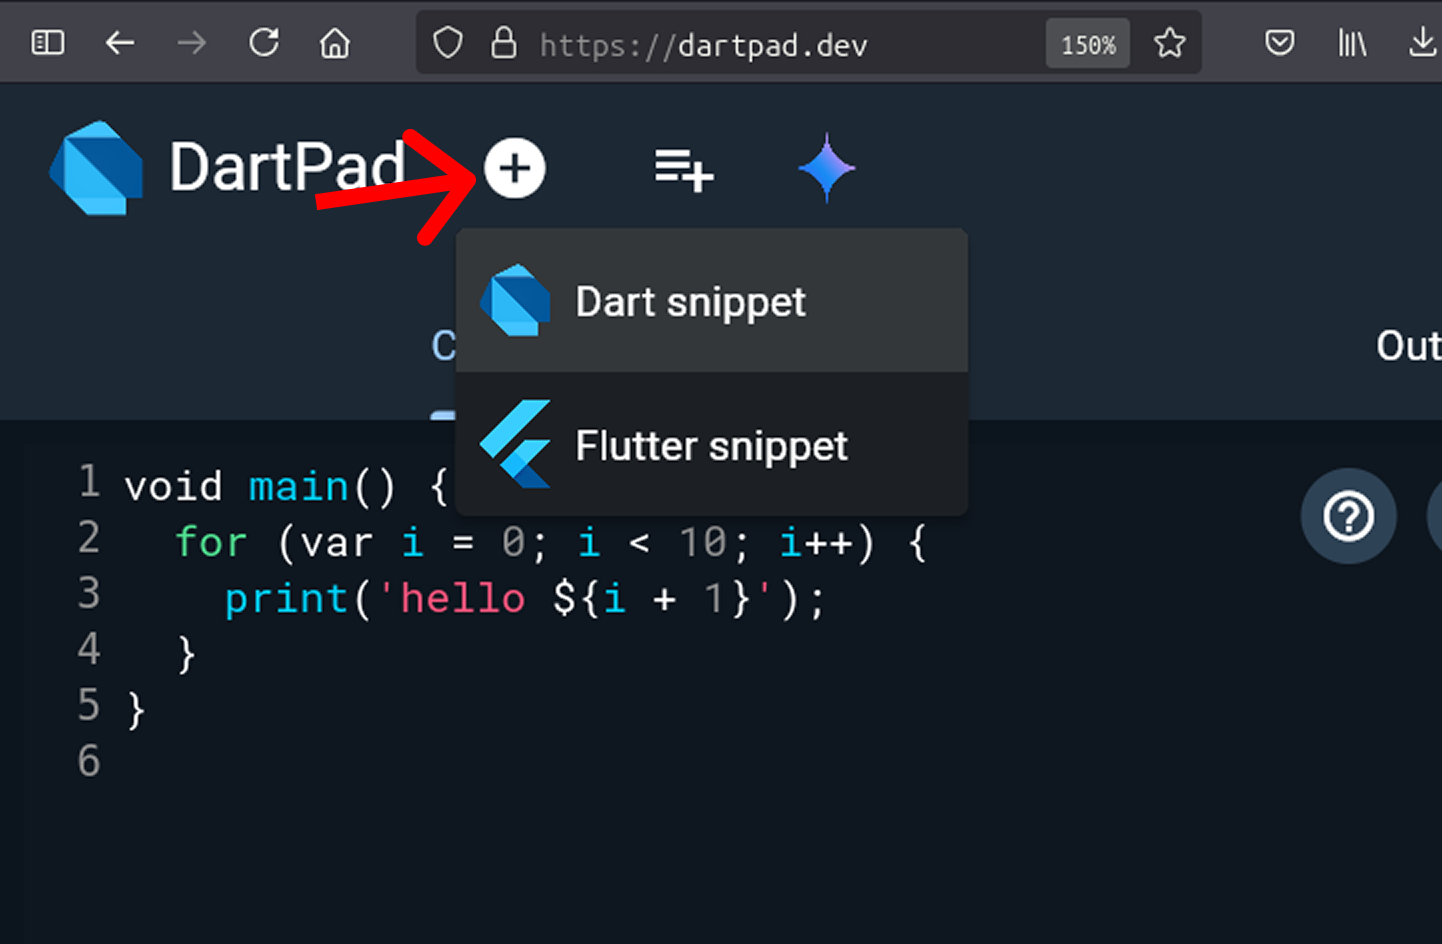 https://dartpad.dev 150%
DartPad
Dart snippet
C
Out
Flutter snippet
1 void main() {
2 for (var i = 0; i < 10; i++) {
3 print('hello ${i + 1}');
4 }
5 }
6